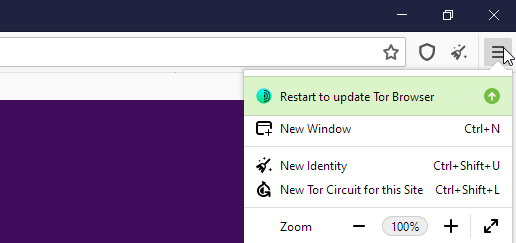 Restart to update Tor Browser
New Window Ctrl+N
New Identity Ctrl+Shift+U
New Tor Circuit for this Site Ctrl+Shift+L
Zoom 100%